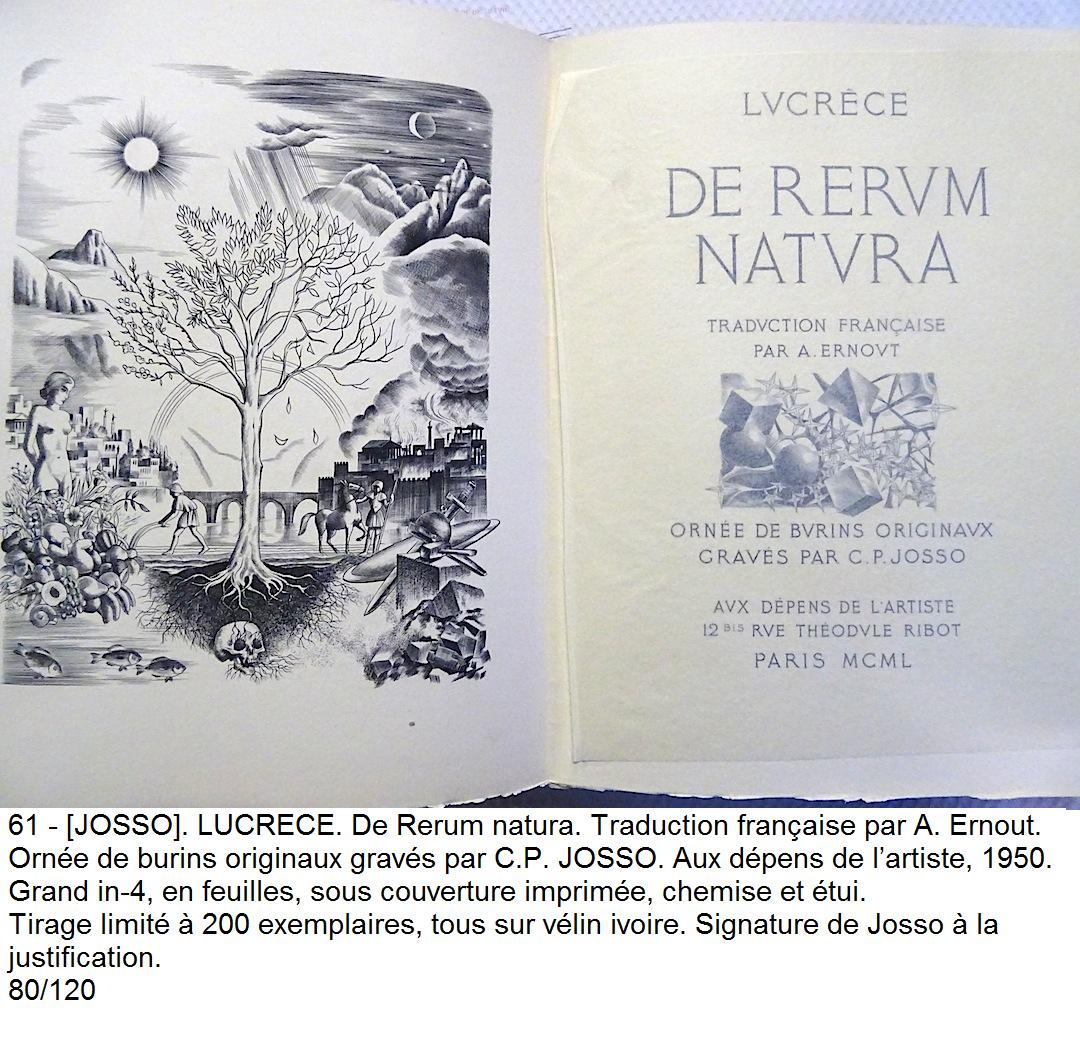 LVCRÈCE
DE RERVM
NATVRA
TRADVCTION FRANÇAISE
PAR A. ERNOVT
ORNÉE DE BVRINS ORIGINAVX
GRAVÉS PAR C.P. JOSSO
AVX DÉPENS DE L'ARTISTE
12 BIS RVE THÉODVLE RIBOT
PARIS MCML
61 - [JOSSO]. LUCRECE. De Rerum natura. Traduction française par A. Ernout.
Ornée de burins originaux gravés par C.P. JOSSO. Aux dépens de l’artiste, 1950.
Grand in-4, en feuilles, sous couverture imprimée, chemise et étui.
Tirage limité à 200 exemplaires, tous sur vélin ivoire. Signature de Josso à la
justification.
80/120